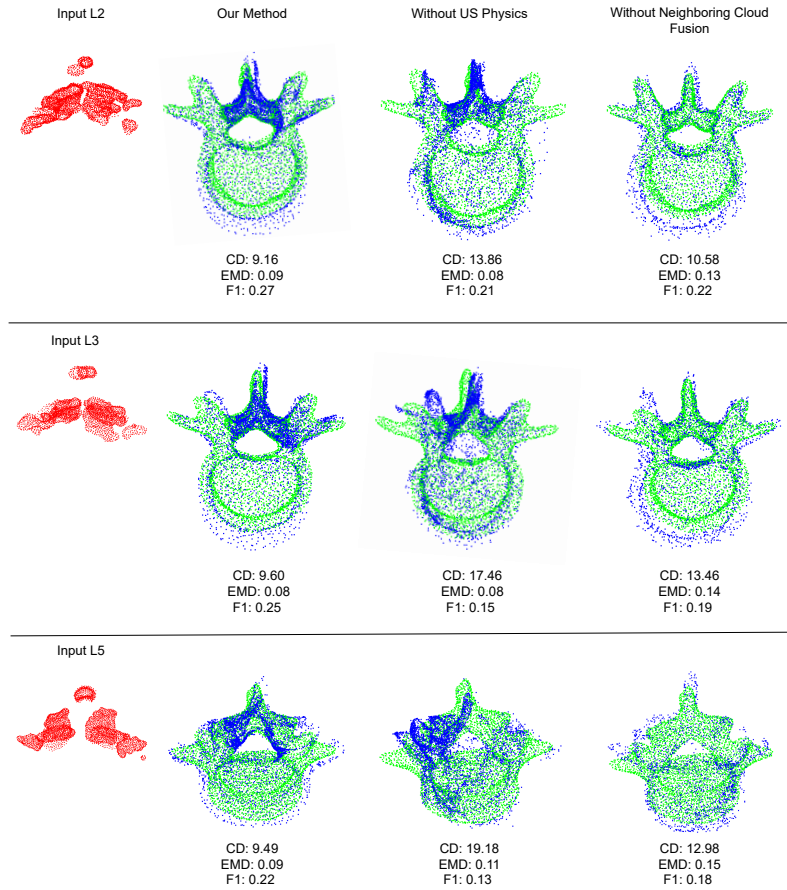 Input L2
Our Method
Without US Physics
Without Neighboring Cloud
Fusion
CD: 9.16
EMD: 0.09
F1: 0.27
CD: 13.86
EMD: 0.08
F1: 0.21
CD: 10.58
EMD: 0.13
F1: 0.22
Input L3
CD: 9.60
EMD: 0.08
F1: 0.25
CD: 17.46
EMD: 0.08
F1: 0.15
CD: 13.46
EMD: 0.14
F1: 0.19
Input L5
CD: 9.49
EMD: 0.09
F1: 0.22
CD: 19.18
EMD: 0.11
F1: 0.13
CD: 12.98
EMD: 0.15
F1: 0.18